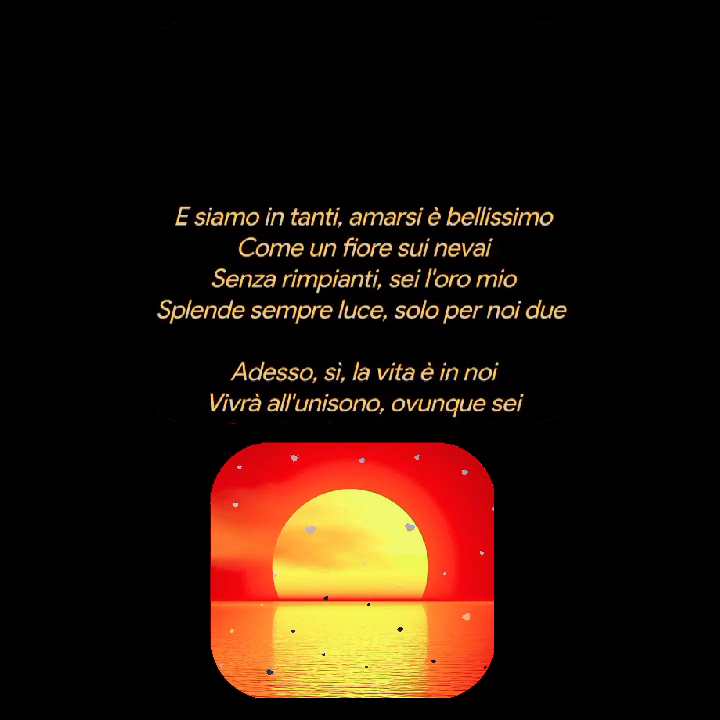 E siamo in tanti, amarsi è bellissimo
Come un fiore sui nevai
Senza rimpianti, sei l'oro mio
Splende sempre luce, solo per noi due
Adesso, sì, la vita è in noi
Vivrà all'unisono, ovunque sei